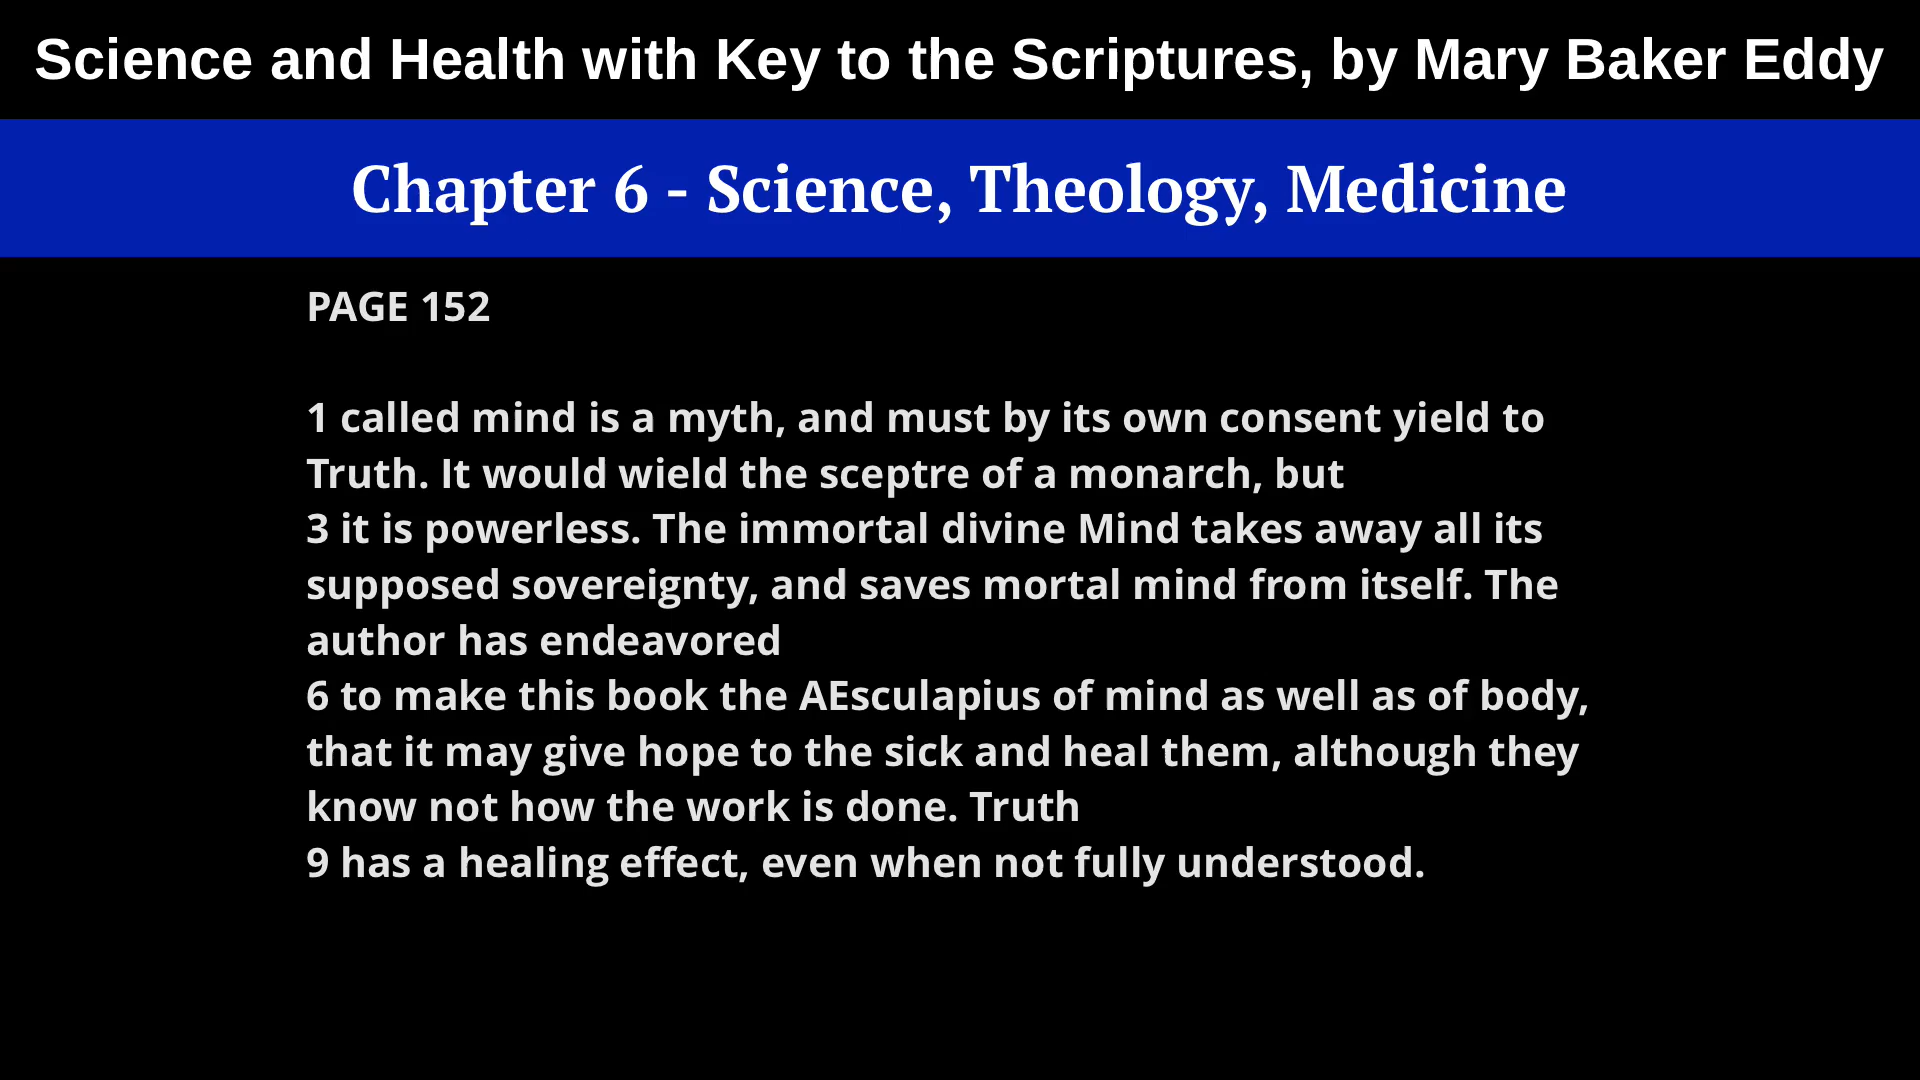 Science and Health with Key to the Scriptures, by Mary Baker Eddy
Chapter 6 - Science, Theology, Medicine
PAGE 152
1 called mind is a myth, and must by its own consent yield to
Truth. It would wield the sceptre of a monarch, but
3 it is powerless. The immortal divine Mind takes away all its
supposed sovereignty, and saves mortal mind from itself. The
author has endeavored
6 to make this book the AEsculapius of mind as well as of body,
that it may give hope to the sick and heal them, although they
know not how the work is done. Truth
9 has a healing effect, even when not fully understood.